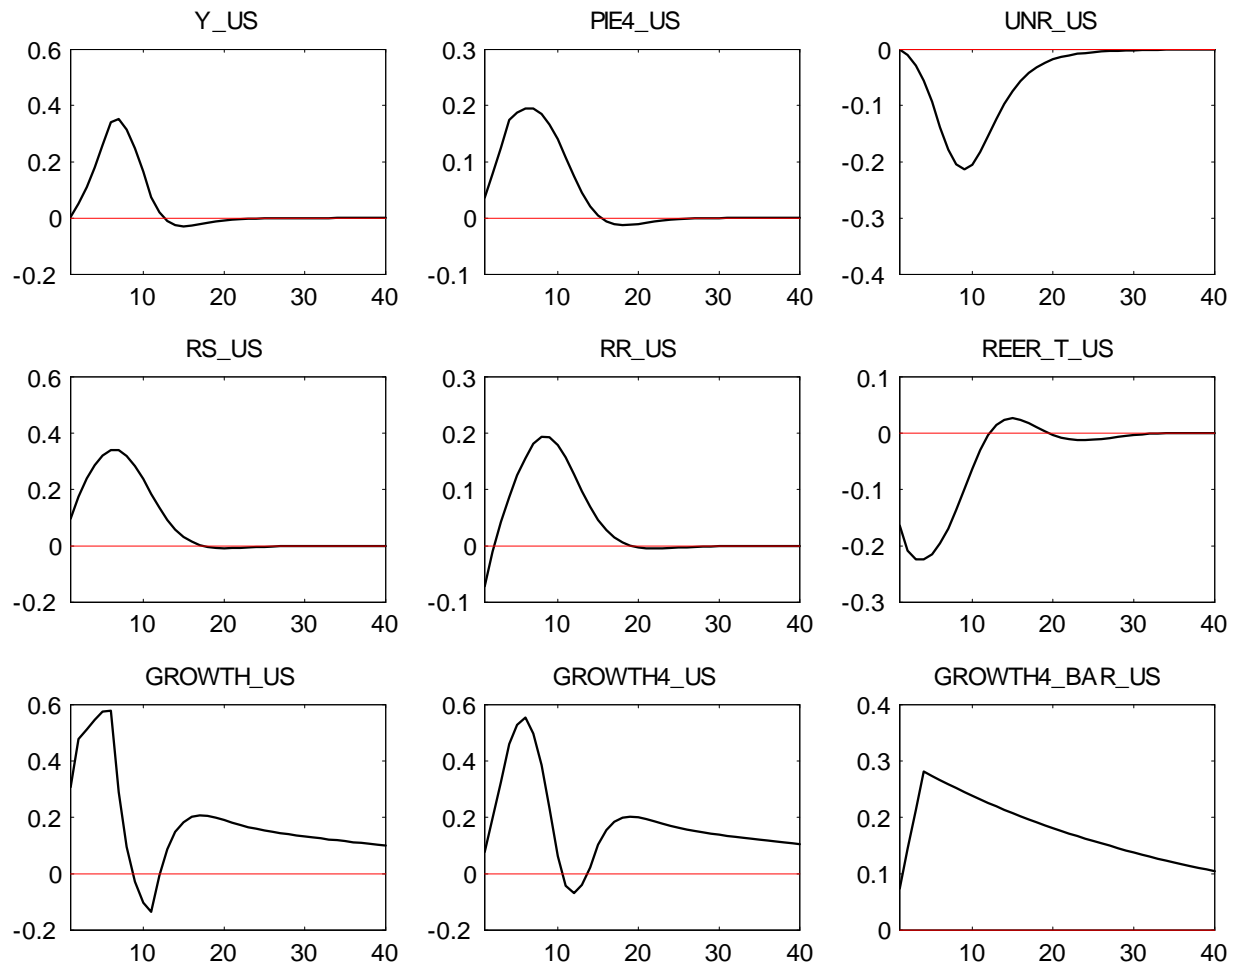 Y_US PIE4_US UNR_US
0.6 0.3 0
0.4 0.2 -0.1
0.2 0.1 -0.2
0 0 -0.3
-0.2 -0.1 -0.4
10 20 30 40 10 20 30 40 10 20 30 40
RS_US RR_US REER_T_US
0.6 0.3 0.1
0.4 0.2 0
0.2 0.1 -0.1
0 0 -0.2
-0.2 -0.1 -0.3
10 20 30 40 10 20 30 40 10 20 30 40
GROWTH_US GROWTH4_US GROWTH4_BAR_US
0.6 0.6 0.4
0.4 0.4 0.3
0.2 0.2 0.2
0 0 0.1
-0.2 -0.2 0
10 20 30 40 10 20 30 40 10 20 30 40